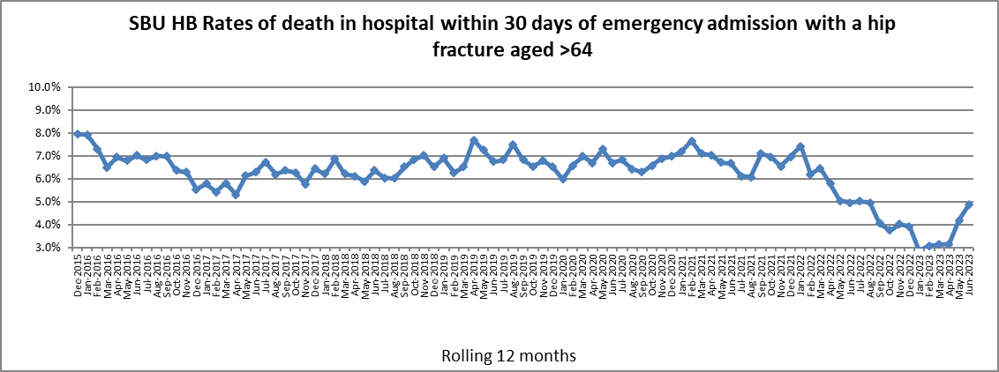 SBU HB Rates of death in hospital within 30 days of emergency admission with a hip
fracture aged >64
10.0%
9.0%
8.0%
7.0%
6.0%
5.0%
4.0%
3.0%
Dec-2015
Jan-2016
Feb-2016
Mar-2016
Apr-2016
May-2016
Jun-2016
Jul-2016
Aug-2016
Sep-2016
Oct-2016
Nov-2016
Dec-2016
Jan-2017
Feb-2017
Mar-2017
Apr-2017
May-2017
Jun-2017
Jul-2017
Aug-2017
Sep-2017
Oct-2017
Nov-2017
Dec-2017
Jan-2018
Feb-2018
Mar-2018
Apr-2018
May-2018
Jun-2018
Jul-2018
Aug-2018
Sep-2018
Oct-2018
Nov-2018
Dec-2018
Jan-2019
Feb-2019
Mar-2019
Apr-2019
May-2019
Jun-2019
Jul-2019
Aug-2019
Sep-2019
Oct-2019
Nov-2019
Dec-2019
Jan-2020
Feb-2020
Mar-2020
Apr-2020
May-2020
Jun-2020
Jul-2020
Aug-2020
Sep-2020
Oct-2020
Nov-2020
Dec-2020
Jan-2021
Feb-2021
Mar-2021
Apr-2021
May-2021
Jun-2021
Jul-2021
Aug-2021
Sep-2021
Oct-2021
Nov-2021
Dec-2021
Jan-2022
Feb-2022
Mar-2022
Apr-2022
May-2022
Jun-2022
Jul-2022
Aug-2022
Sep-2022
Oct-2022
Nov-2022
Dec-2022
Jan-2023
Feb-2023
Mar-2023
Apr-2023
May-2023
Jun-2023
Rolling 12 months